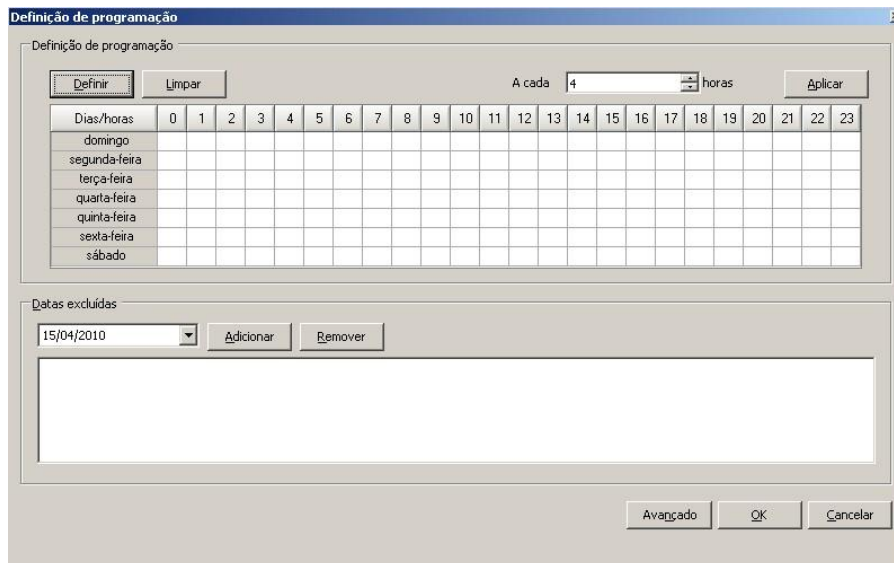 Definição de programação
Definição de programação
Definir Limpar A cada 4 horas Aplicar
Dias/horas 0 1 2 3 4 5 6 7 8 9 10 11 12 13 14 15 16 17 18 19 20 21 22 23
domingo
segunda-feira
terça-feira
quarta-feira
quinta-feira
sexta-feira
sábado
Datas excluídas
15/04/2010 Adicionar Remover
Avançado OK Cancelar